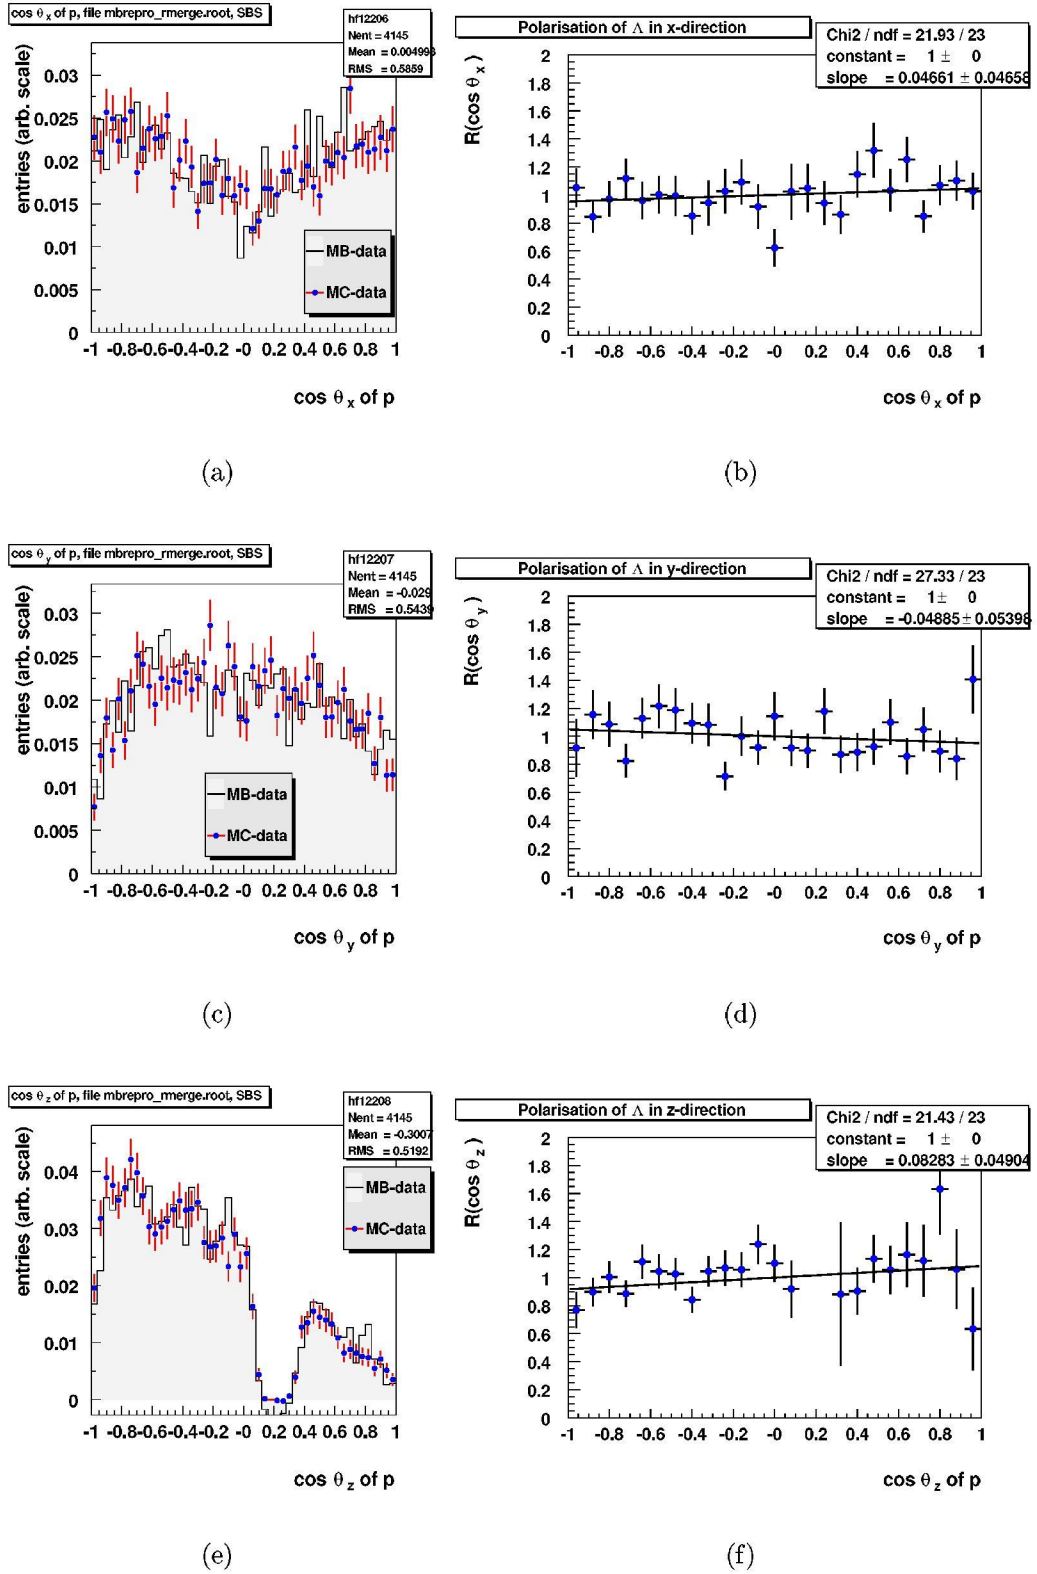 cos θx of p, file mbrepro_rmerge.root, SBS
hf12206
Nent = 4145
Mean = 0.004998
RMS = 0.5859
entries (arb. scale)
0.03
0.025
0.02
0.015
0.01
0.005
0
MB-data
MC-data
-1 -0.8 -0.6 -0.4 -0.2 -0 0.2 0.4 0.6 0.8 1
cos θx of p
(a)
Polarisation of Λ in x-direction
Chi2 / ndf = 21.93 / 23
constant = 1 ± 0
slope = 0.04661 ± 0.04658
R(cos θx)
2
1.8
1.6
1.4
1.2
1
0.8
0.6
0.4
0.2
0
-1 -0.8 -0.6 -0.4 -0.2 -0 0.2 0.4 0.6 0.8 1
cos θx of p
(b)
cos θy of p, file mbrepro_rmerge.root, SBS
hf12207
Nent = 4145
Mean = -0.029
RMS = 0.5439
entries (arb. scale)
0.03
0.025
0.02
0.015
0.01
0.005
0
MB-data
MC-data
-1 -0.8 -0.6 -0.4 -0.2 -0 0.2 0.4 0.6 0.8 1
cos θy of p
(c)
Polarisation of Λ in y-direction
Chi2 / ndf = 27.33 / 23
constant = 1 ± 0
slope = -0.04885 ± 0.05398
R(cos θy)
2
1.8
1.6
1.4
1.2
1
0.8
0.6
0.4
0.2
0
-1 -0.8 -0.6 -0.4 -0.2 -0 0.2 0.4 0.6 0.8 1
cos θy of p
(d)
cos θz of p, file mbrepro_rmerge.root, SBS
hf12208
Nent = 4145
Mean = -0.3007
RMS = 0.5192
entries (arb. scale)
0.04
0.03
0.02
0.01
0
MB-data
MC-data
-1 -0.8 -0.6 -0.4 -0.2 -0 0.2 0.4 0.6 0.8 1
cos θz of p
(e)
Polarisation of Λ in z-direction
Chi2 / ndf = 21.43 / 23
constant = 1 ± 0
slope = 0.08283 ± 0.04904
R(cos θz)
2
1.8
1.6
1.4
1.2
1
0.8
0.6
0.4
0.2
0
-1 -0.8 -0.6 -0.4 -0.2 -0 0.2 0.4 0.6 0.8 1
cos θz of p
(f)